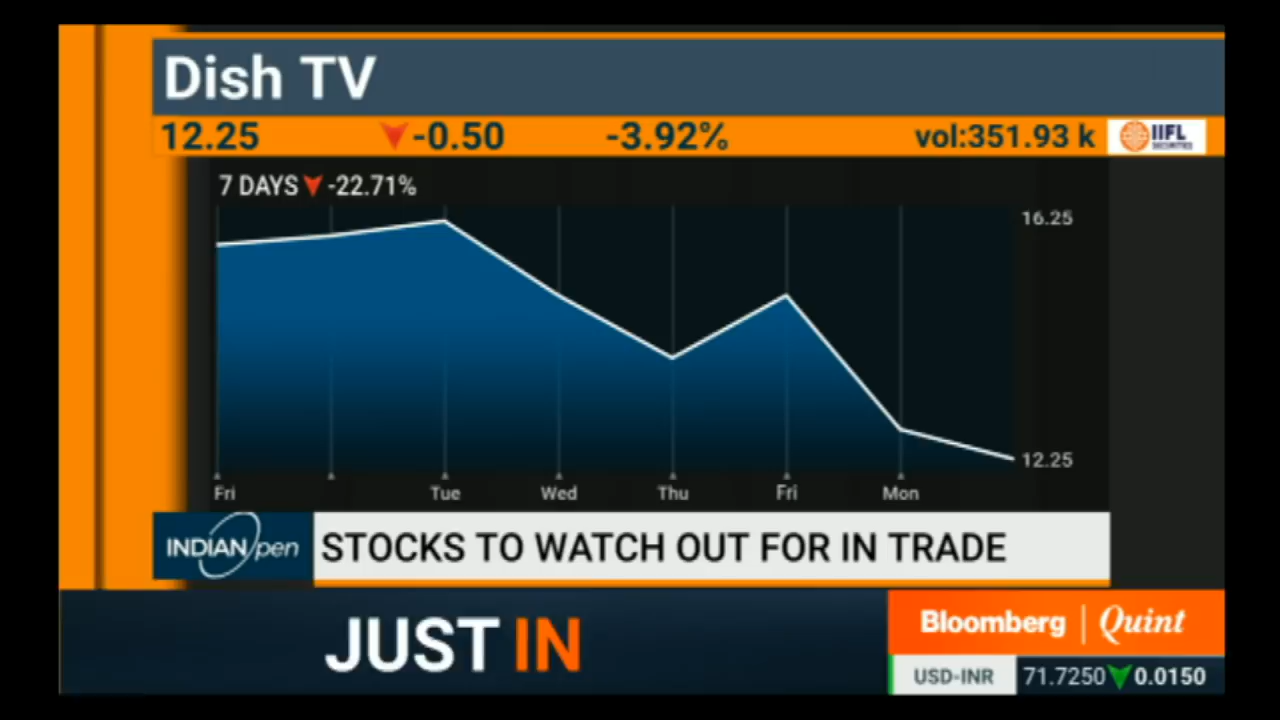 Dish TV
12.25 -0.50 -3.92% vol:351.93 k IIFL SECURITIES
7 DAYS -22.71%
16.25
12.25
Fri Tue Wed Thu Fri Mon
INDIAN Open STOCKS TO WATCH OUT FOR IN TRADE
JUST IN
Bloomberg | Quint
USD-INR 71.7250 0.0150